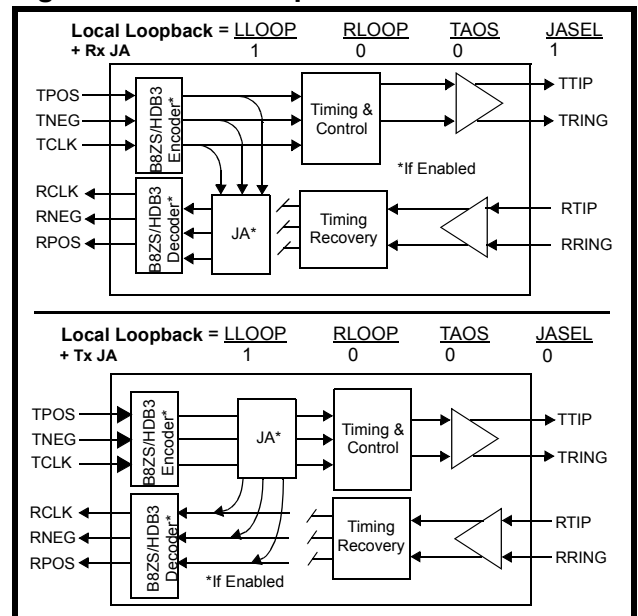 Local Loopback = LLOOP RLOOP TAOS JASEL
+ Rx JA 1 0 0 1
TPOS
TNEG
TCLK
B8ZS/HDB3
Encoder*
Timing &
Control
TTIP
TRING
*If Enabled
RCLK
RNEG
RPOS
B8ZS/HDB3
Decoder*
JA*
Timing
Recovery
RTIP
RRING
Local Loopback = LLOOP RLOOP TAOS JASEL
+ Tx JA 1 0 0 0
TPOS
TNEG
TCLK
B8ZS/HDB3
Encoder*
JA*
Timing &
Control
TTIP
TRING
RCLK
RNEG
RPOS
B8ZS/HDB3
Decoder*
*If Enabled
Timing
Recovery
RTIP
RRING